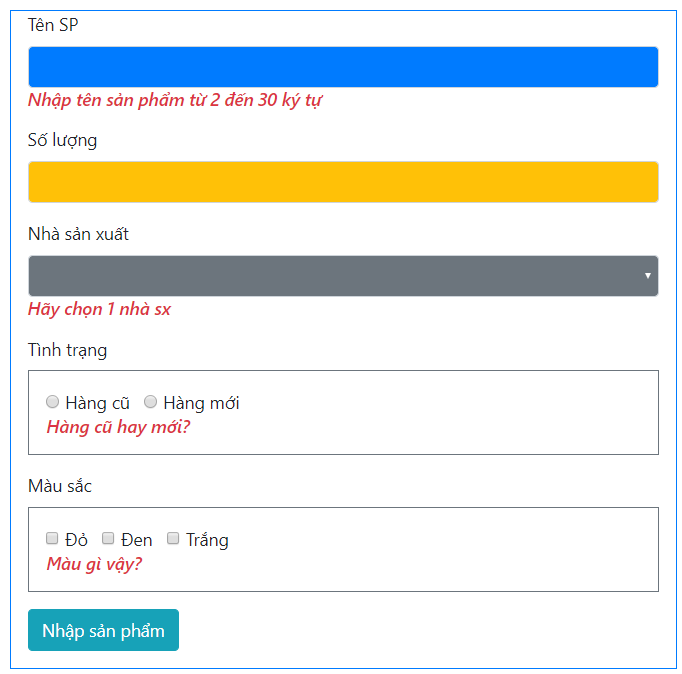 Tên SP
Nhập tên sản phẩm từ 2 đến 30 ký tự
Số lượng
Nhà sản xuất
Hãy chọn 1 nhà sx
Tình trạng
Hàng cũ Hàng mới
Hàng cũ hay mới?
Màu sắc
Đỏ Đen Trắng
Màu gì vậy?
Nhập sản phẩm